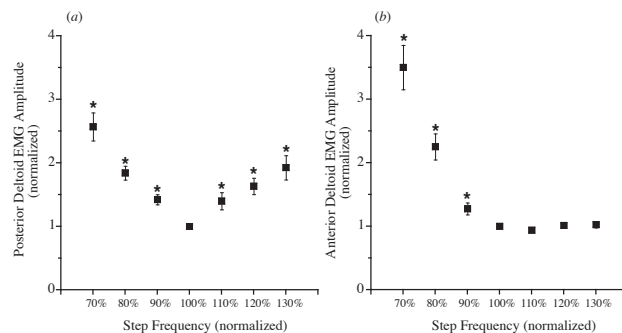 (a)
Posterior Deltoid EMG Amplitude
(normalized)
4
3
2
1
0
*
*
*
*
*
*
70% 80% 90% 100% 110% 120% 130%
Step Frequency (normalized)
(b)
Anterior Deltoid EMG Amplitude
(normalized)
4
3
2
1
0
*
*
*
70% 80% 90% 100% 110% 120% 130%
Step Frequency (normalized)